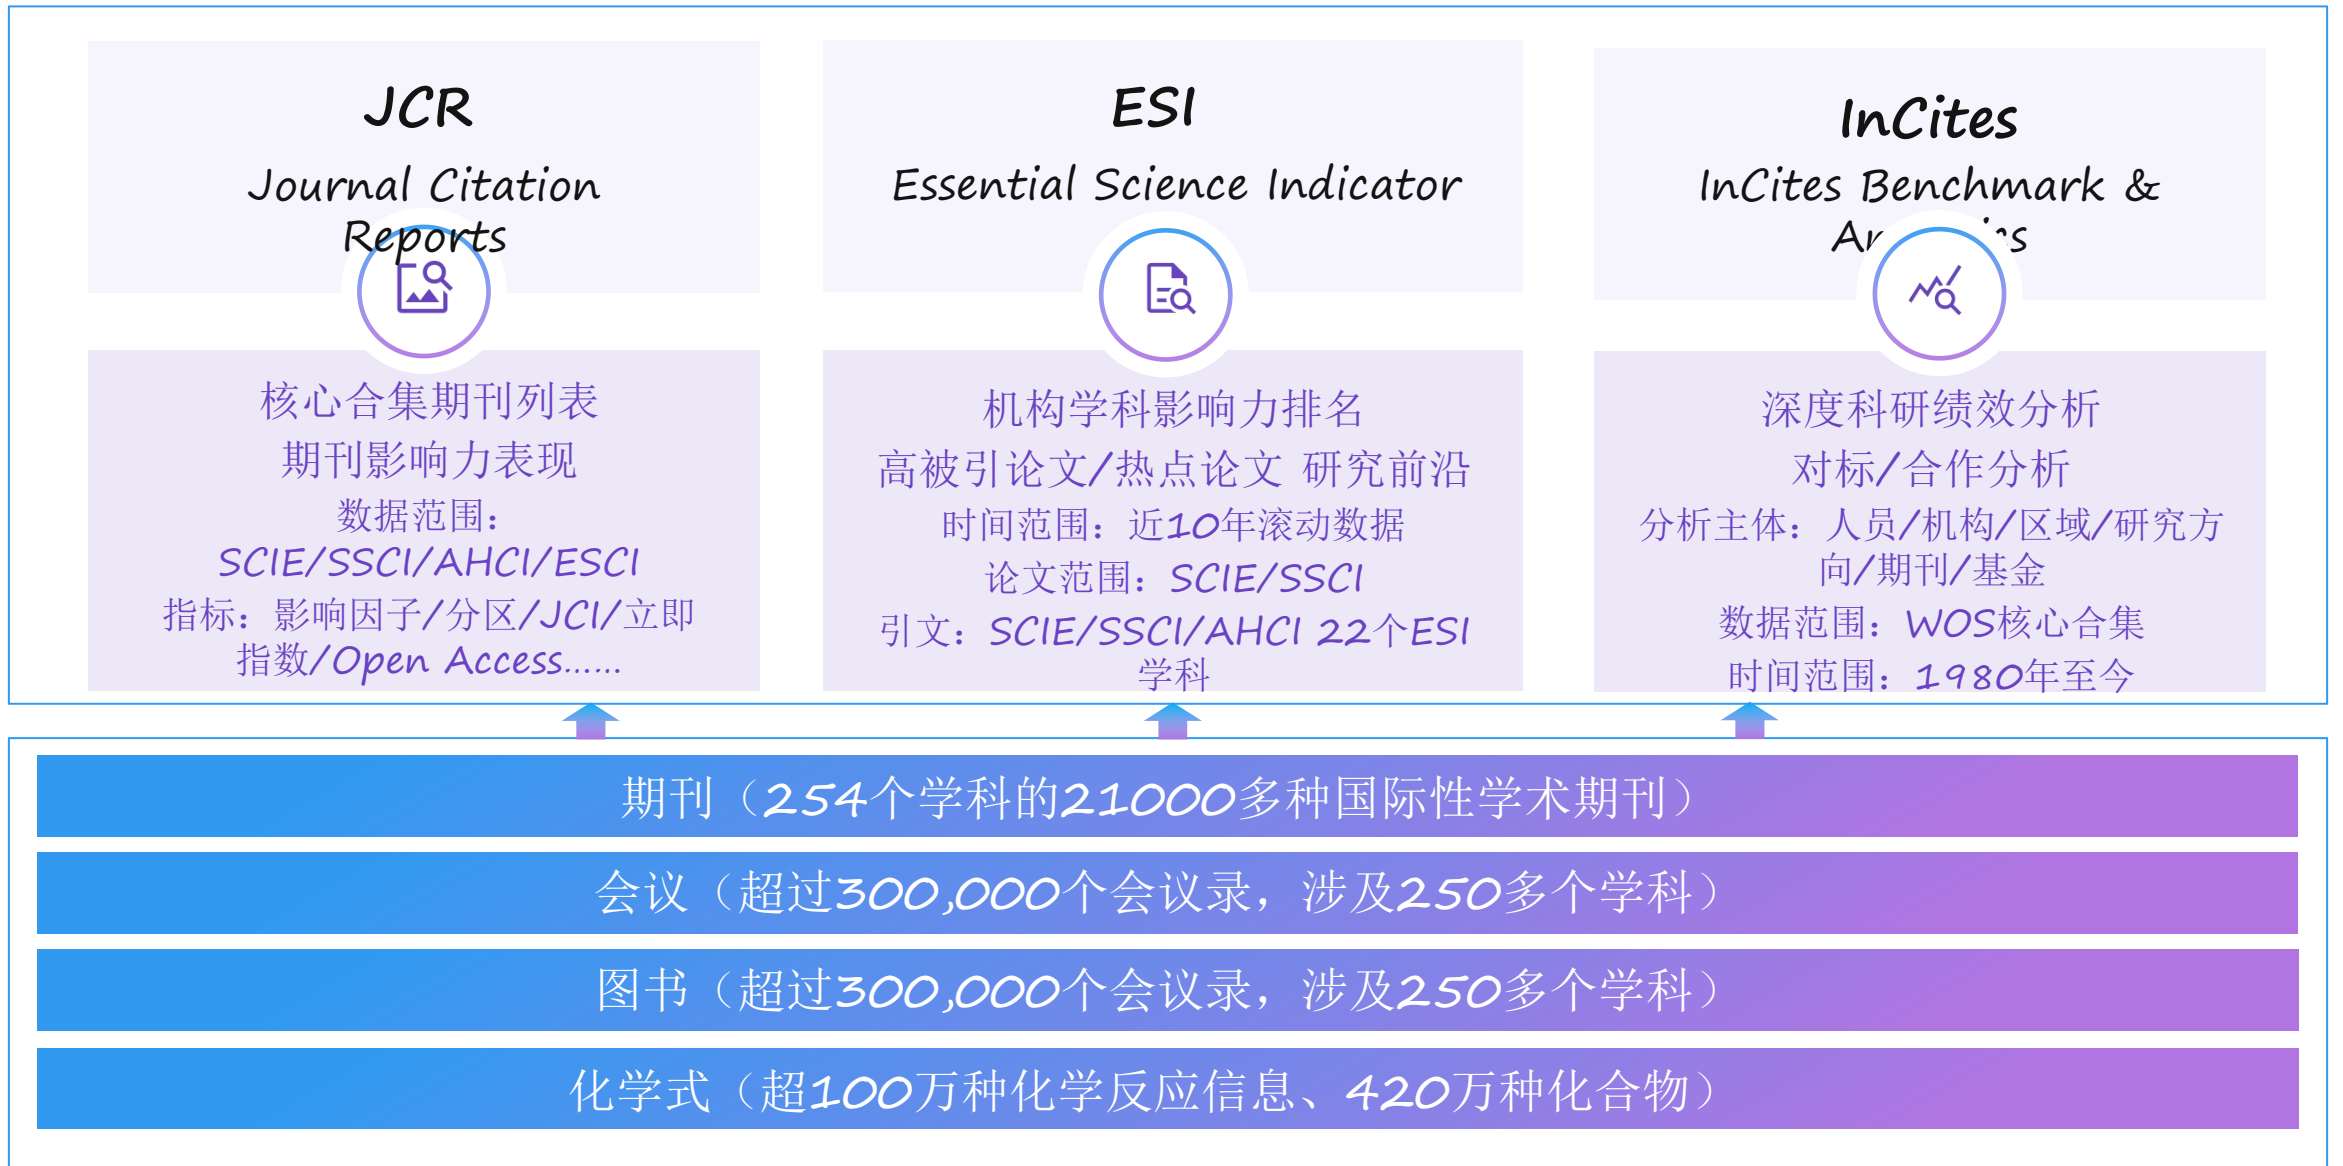 JCR
Journal Citation
Reports
核心合集期刊列表
期刊影响力表现
数据范围：
SCIE/SSCI/AHCI/ESCI
指标：影响因子/分区/JCI/立即
指数/Open Access……
ESI
Essential Science Indicator
机构学科影响力排名
高被引论文/热点论文 研究前沿
时间范围：近10年滚动数据
论文范围：SCIE/SSCI
引文：SCIE/SSCI/AHCI 22个ESI
学科
InCites
InCites Benchmark &
深度科研绩效分析
对标/合作分析
分析主体：人员/机构/区域/研究方
向/期刊/基金
数据范围：WOS核心合集
时间范围：1980年至今
期刊（254个学科的21000多种国际性学术期刊）
会议（超过300,000个会议录，涉及250多个学科）
图书（超过300,000个会议录，涉及250多个学科）
化学式（超100万种化学反应信息、420万种化合物）